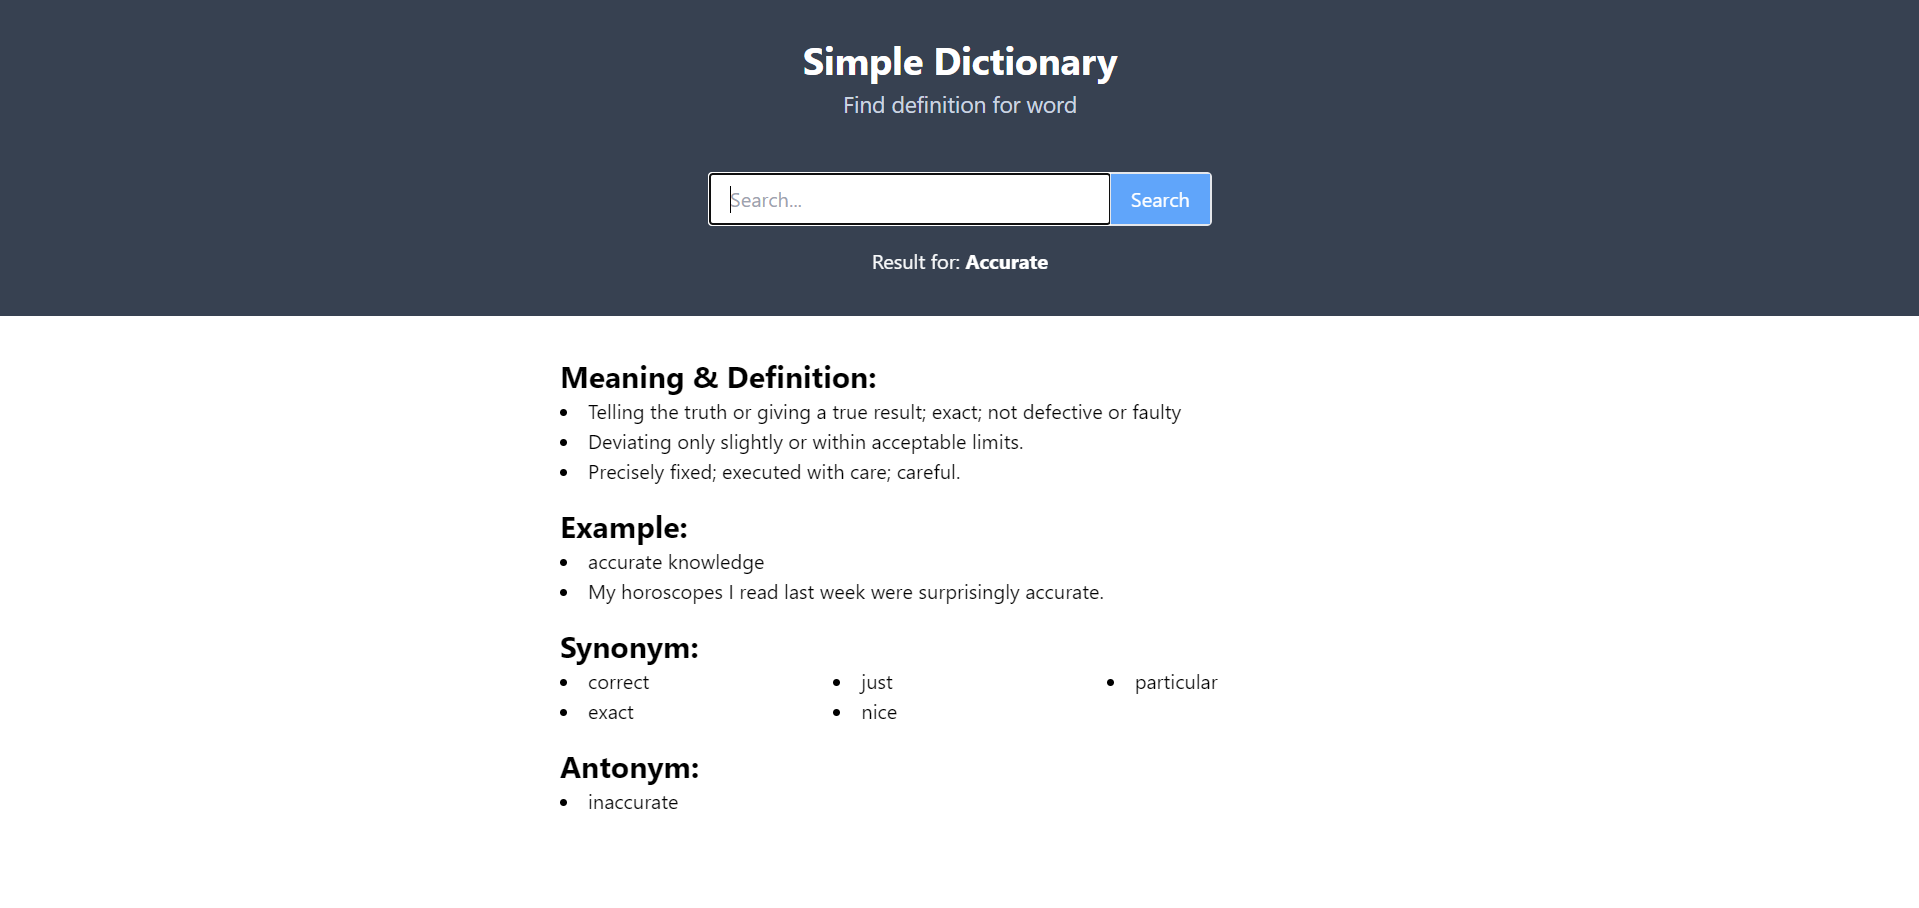 Simple Dictionary
Find definition for word
Search...
Search
Result for: Accurate
Meaning & Definition:
• Telling the truth or giving a true result; exact; not defective or faulty
• Deviating only slightly or within acceptable limits.
• Precisely fixed; executed with care; careful.
Example:
• accurate knowledge
• My horoscopes I read last week were surprisingly accurate.
Synonym:
• correct • just • particular
• exact • nice
Antonym:
• inaccurate